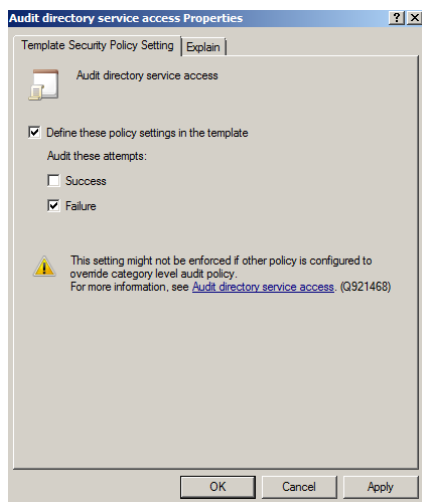 Audit directory service access Properties
Template Security Policy Setting Explain
Audit directory service access
Define these policy settings in the template
Audit these attempts:
Success
Failure
This setting might not be enforced if other policy is configured to
override category level audit policy.
For more information, see Audit directory service access. (Q921468)
OK Cancel Apply